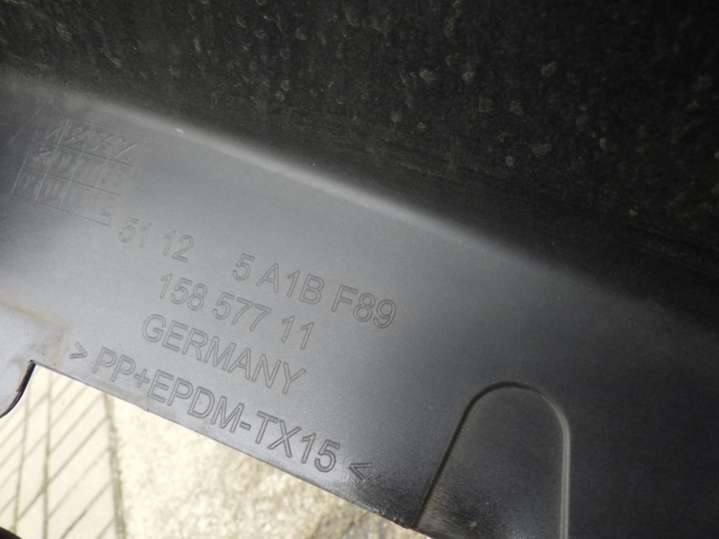 51 12 5 A1B F89
158 577 11
GERMANY
> PP+EPDM-TX15 <